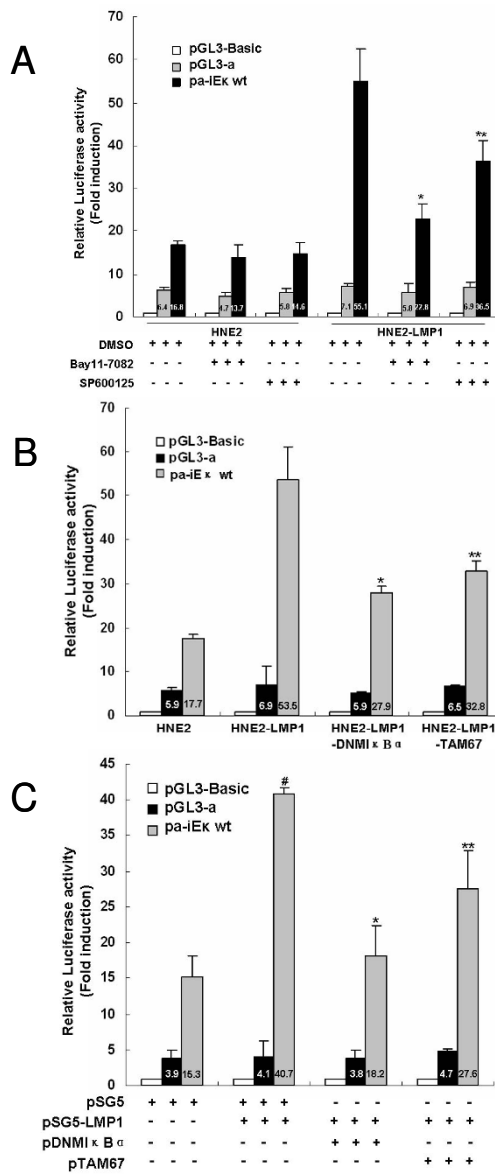 A
70
60
50
40
30
20
10
0
Relative Luciferase activity
(Fold induction)
pGL3-Basic
pGL3-a
pa-iEκ wt
6.4 16.8 4.7 13.7 5.8 14.6 7.1 55.1 5.8 22.8 6.9 36.5
* **
HNE2 HNE2-LMP1
DMSO + + + + + + + + + + + + + + + + + +
Bay11-7082 - - - + + + - - - - - - + + + - - -
SP600125 - - - - - - + + + - - - - - - + + +
B
70
60
50
40
30
20
10
0
Relative Luciferase activity
(Fold induction)
pGL3-Basic
pGL3-a
pa-iEκ wt
5.9 17.7 6.9 53.5 5.9 27.9 6.5 32.8
* **
HNE2 HNE2-LMP1 HNE2-LMP1 HNE2-LMP1
-DNMIκBα -TAM67
C
45
40
35
30
25
20
15
10
5
0
Relative Luciferase activity
(Fold induction)
pGL3-Basic
pGL3-a
pa-iEκ wt
3.9 15.3 4.1 40.7 3.8 18.2 4.7 27.6
# * **
pSG5 + + + + + + - - - - - -
pSG5-LMP1 - - - + + + + + + + + +
pDNMIκBα - - - - - - + + + - - -
pTAM67 - - - - - - - - - + + +